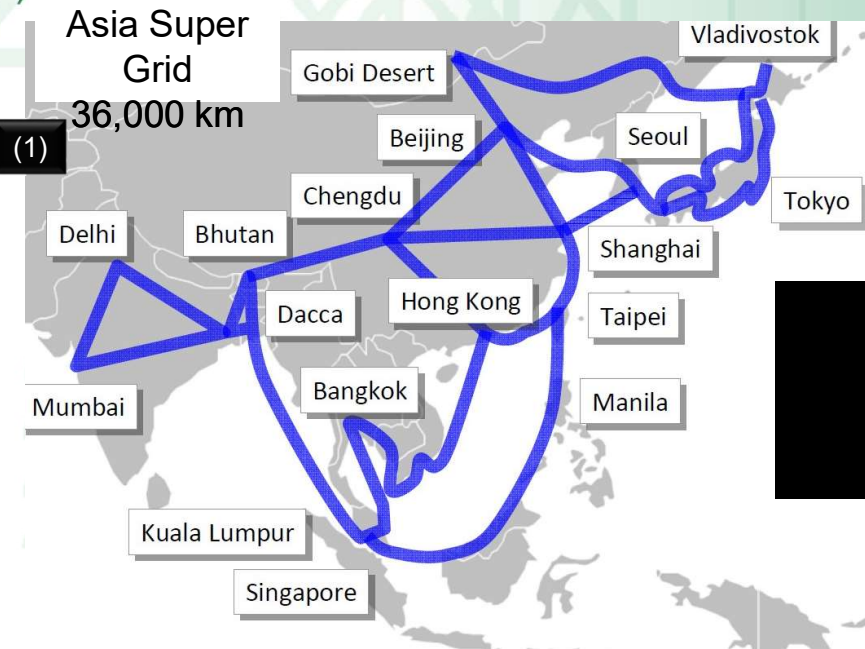 Asia Super
Grid
36,000 km
(1)
Vladivostok
Gobi Desert
Beijing
Seoul
Chengdu
Tokyo
Delhi
Bhutan
Shanghai
Dacca
Hong Kong
Taipei
Bangkok
Manila
Mumbai
Kuala Lumpur
Singapore